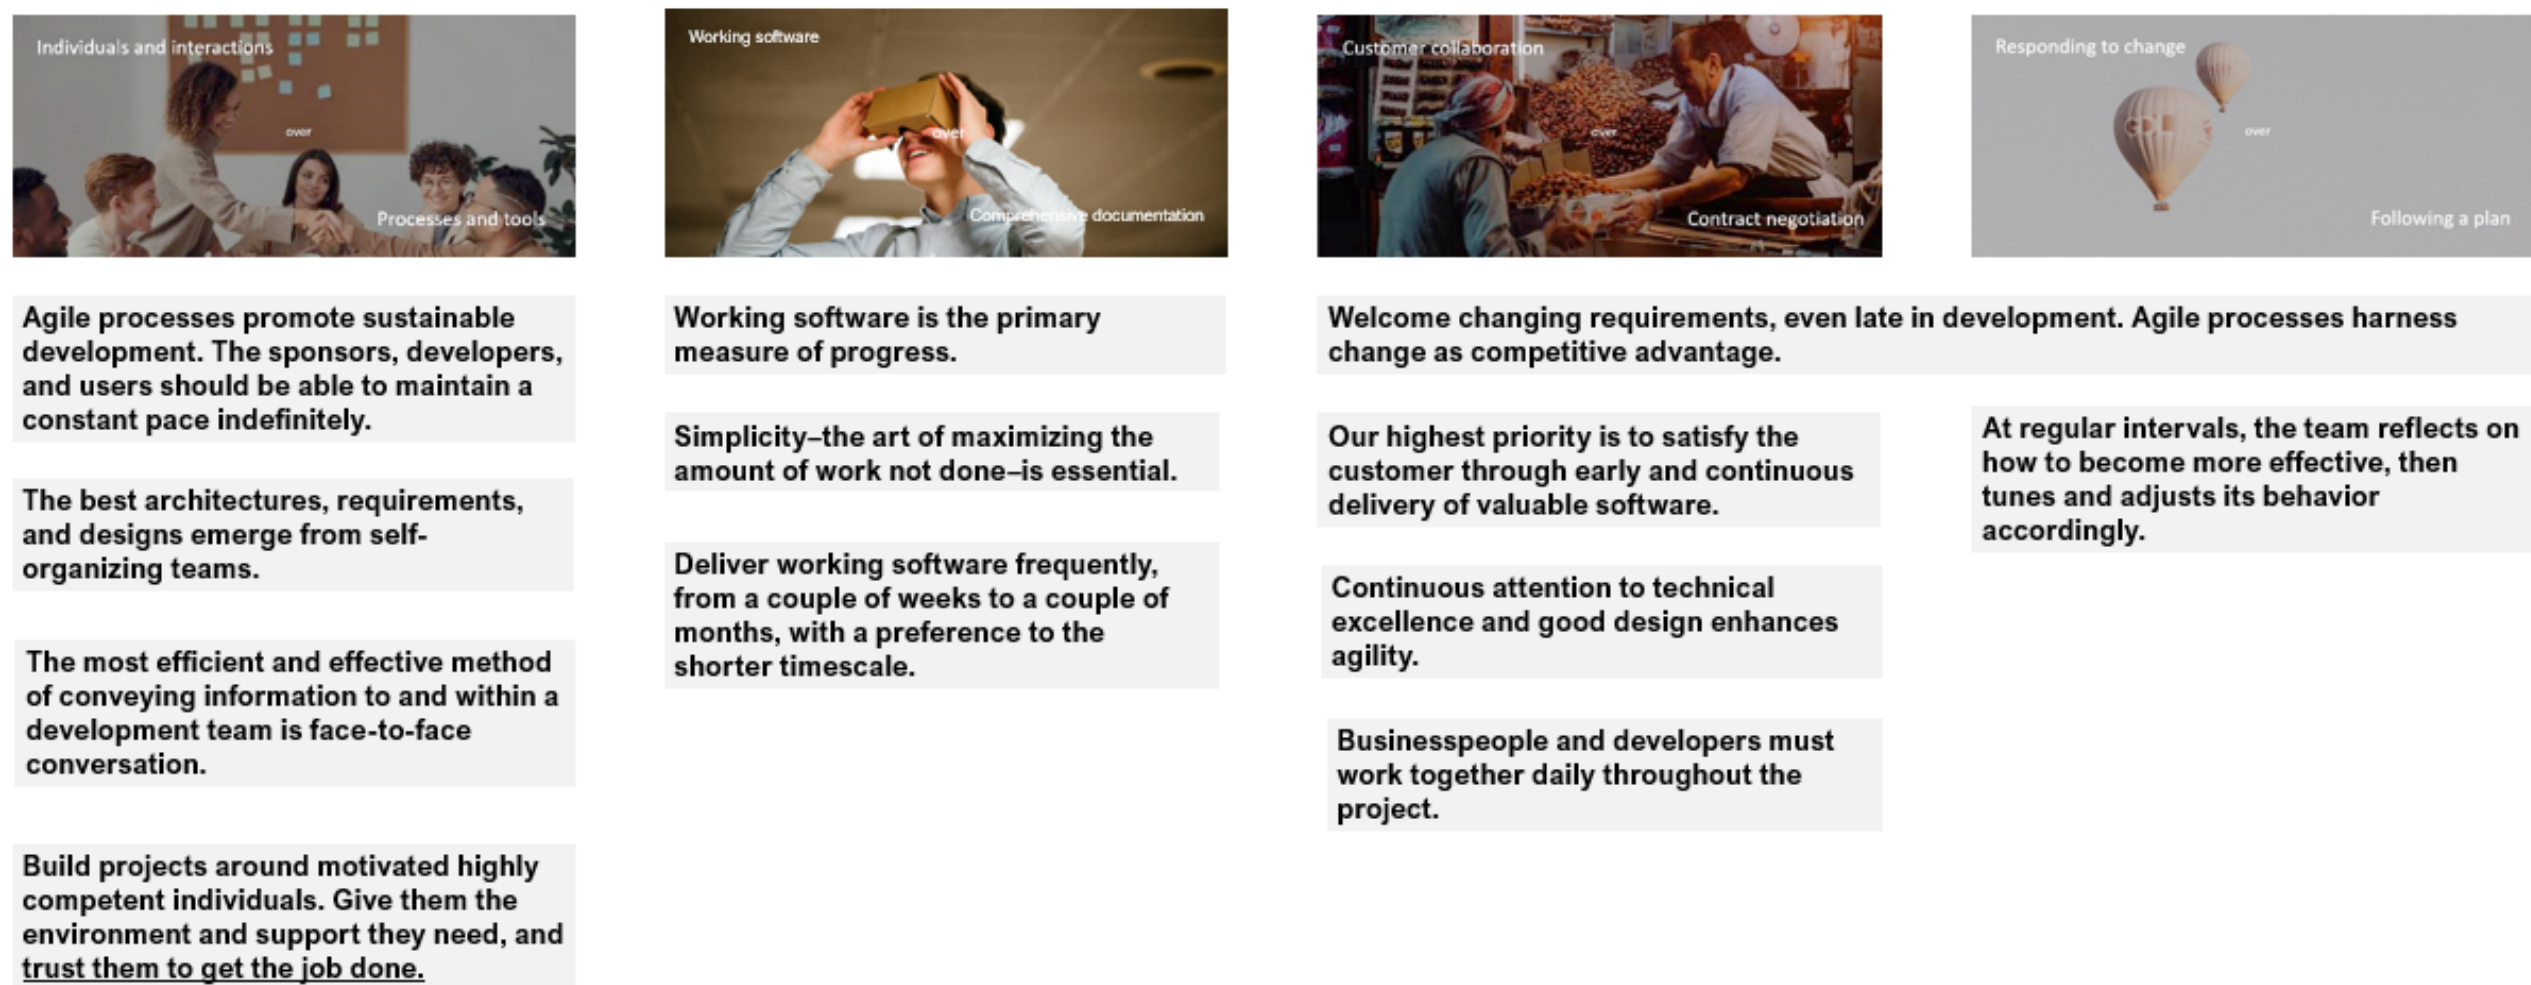 Individuals and interactions
over
Processes and tools
Agile processes promote sustainable
development. The sponsors, developers,
and users should be able to maintain a
constant pace indefinitely.
The best architectures, requirements,
and designs emerge from self-
organizing teams.
The most efficient and effective method
of conveying information to and within a
development team is face-to-face
conversation.
Build projects around motivated highly
competent individuals. Give them the
environment and support they need, and
trust them to get the job done.
Working software
over
Comprehensive documentation
Working software is the primary
measure of progress.
Simplicity–the art of maximizing the
amount of work not done–is essential.
Deliver working software frequently,
from a couple of weeks to a couple of
months, with a preference to the
shorter timescale.
Customer collaboration
over
Contract negotiation
Responding to change
over
Following a plan
Welcome changing requirements, even late in development. Agile processes harness
change as competitive advantage.
Our highest priority is to satisfy the
customer through early and continuous
delivery of valuable software.
Continuous attention to technical
excellence and good design enhances
agility.
Businesspeople and developers must
work together daily throughout the
project.
At regular intervals, the team reflects on
how to become more effective, then
tunes and adjusts its behavior
accordingly.